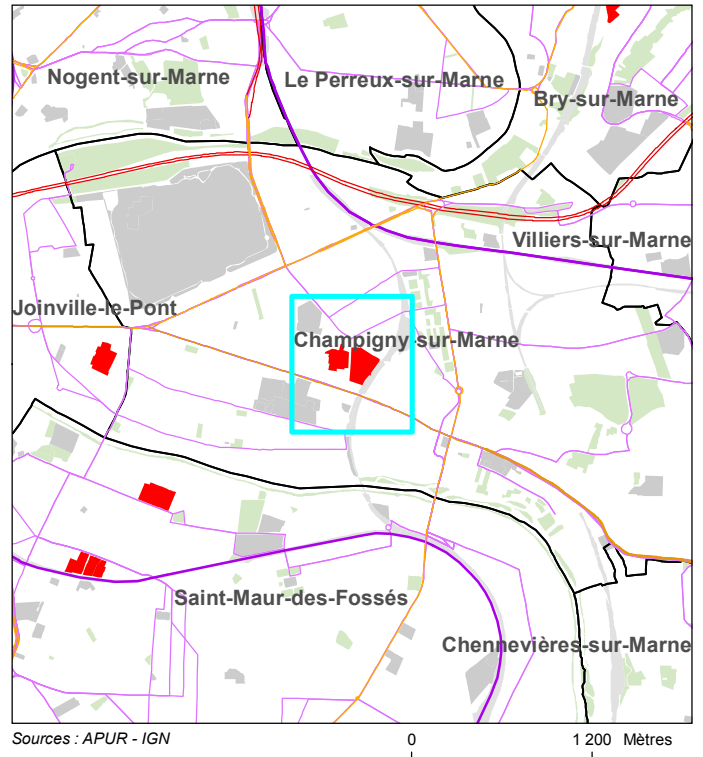 Nogent-sur-Marne
Le Perreux-sur-Marne
Bry-sur-Marne
Villiers-sur-Marne
Joinville-le-Pont
Champigny-sur-Marne
Saint-Maur-des-Fossés
Chennevières-sur-Marne
Sources : APUR - IGN
0
1 200 Mètres